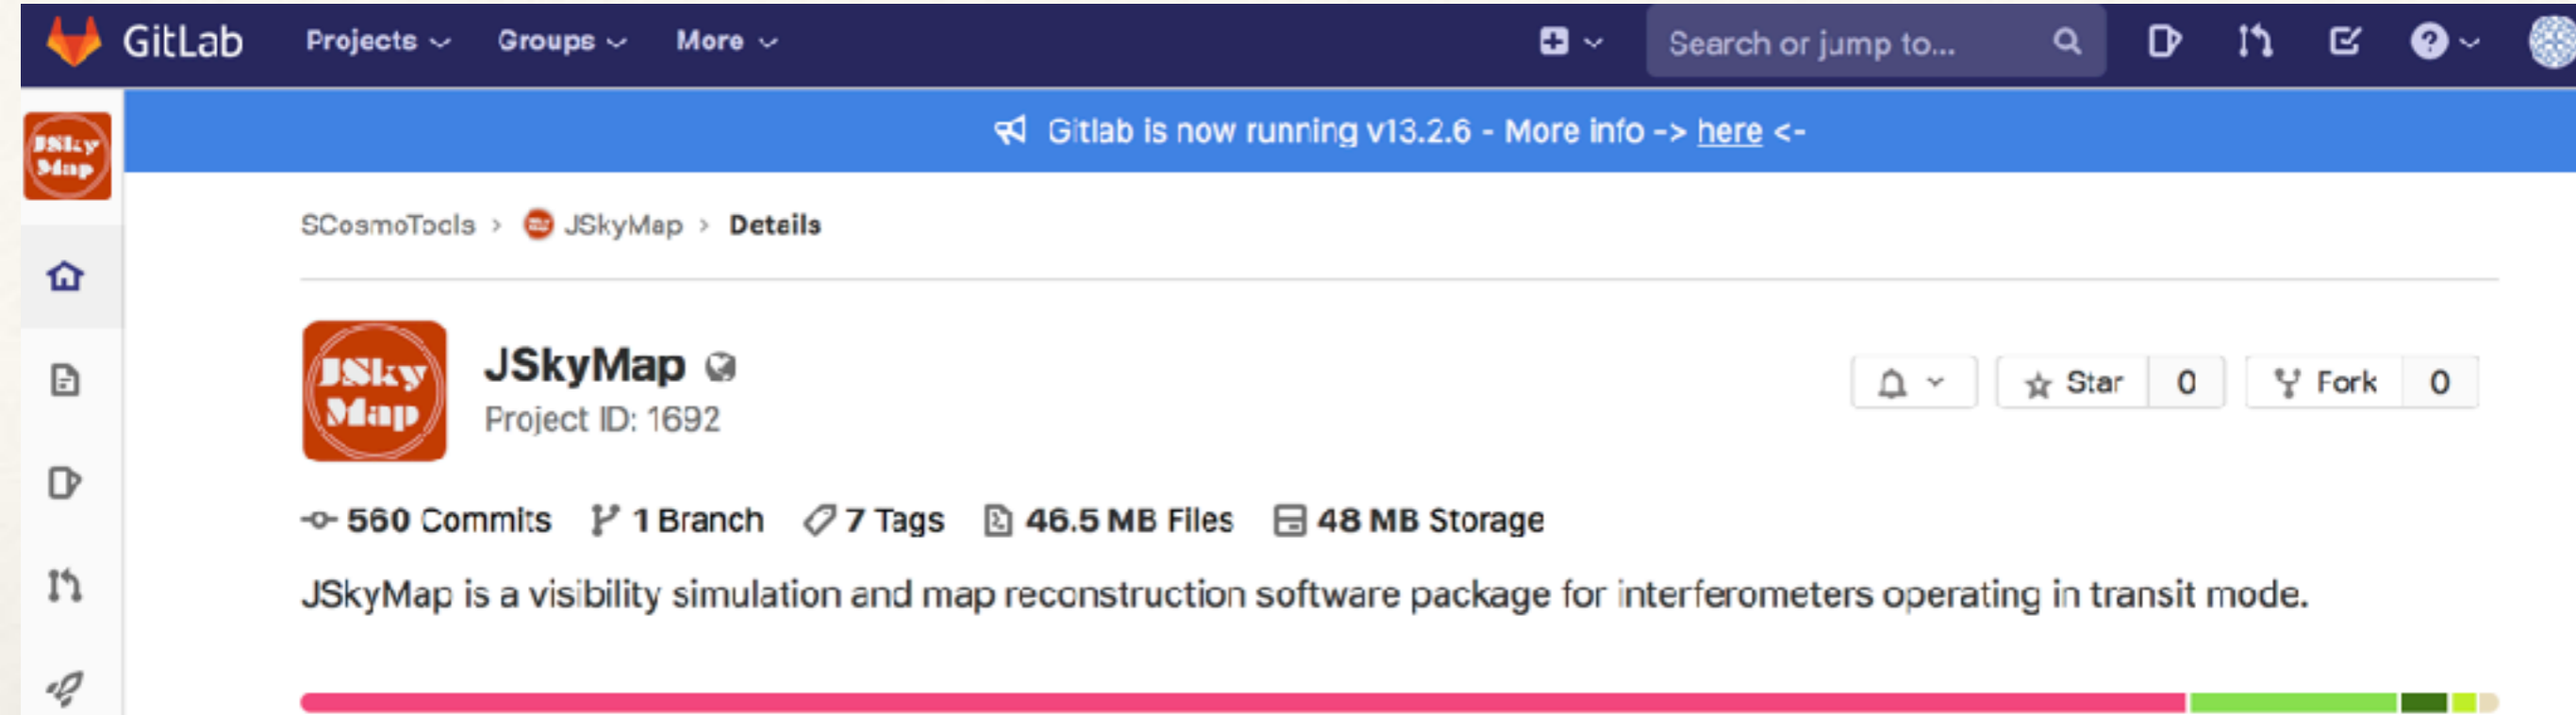 GitLab Projects Groups More Search or jump to...
JSky
Map
Gitlab is now running v13.2.6 - More info -> here <-
SCosmoTools > JSkyMap > Details
JSky
Map
JSkyMap
Project ID: 1692
Star 0 Fork 0
560 Commits 1 Branch 7 Tags 46.5 MB Files 48 MB Storage
JSkyMap is a visibility simulation and map reconstruction software package for interferometers operating in transit mode.